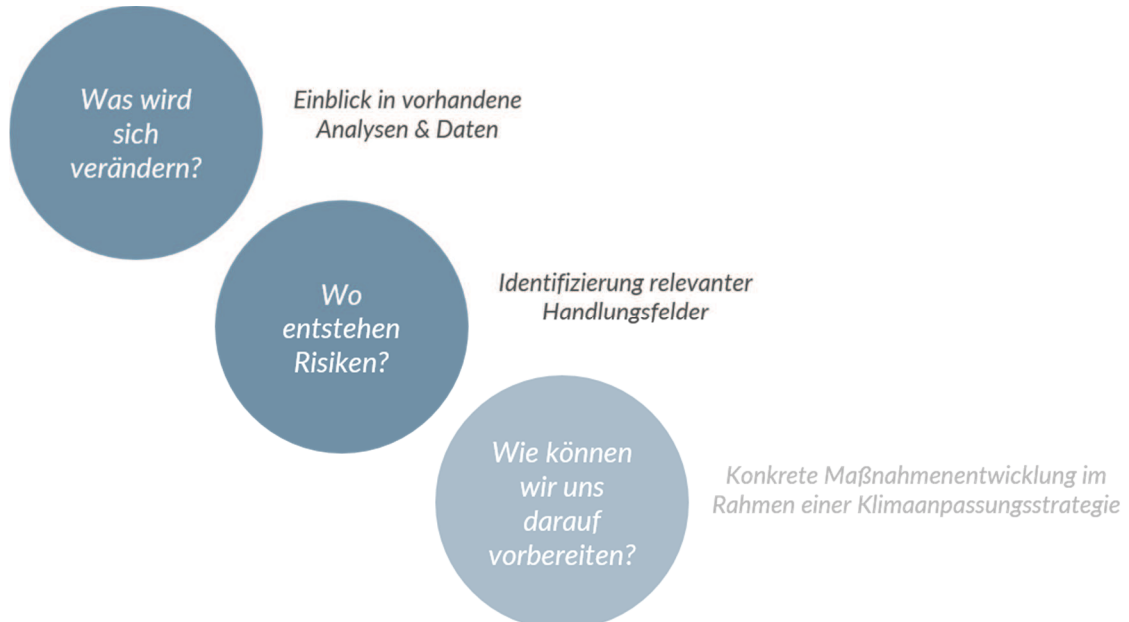 Was wird
sich
verändern?
Einblick in vorhandene
Analysen & Daten
Wo
entstehen
Risiken?
Identifizierung relevanter
Handlungsfelder
Wie können
wir uns
darauf
vorbereiten?
Konkrete Maßnahmenentwicklung im
Rahmen einer Klimaanpassungsstrategie